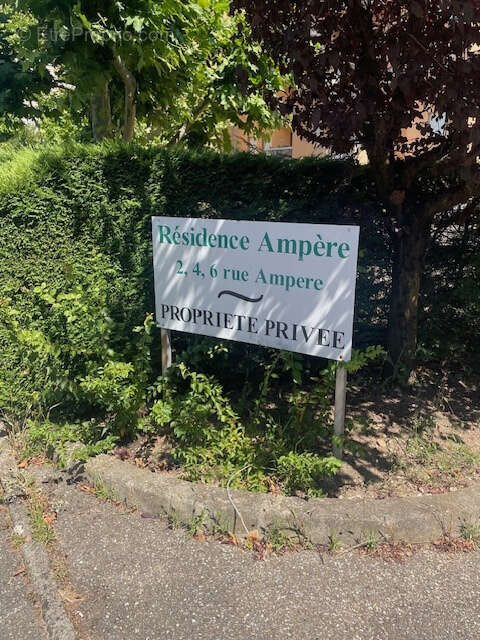 Résidence Ampère
2, 4, 6 rue Ampere
~
PROPRIETE PRIVEE